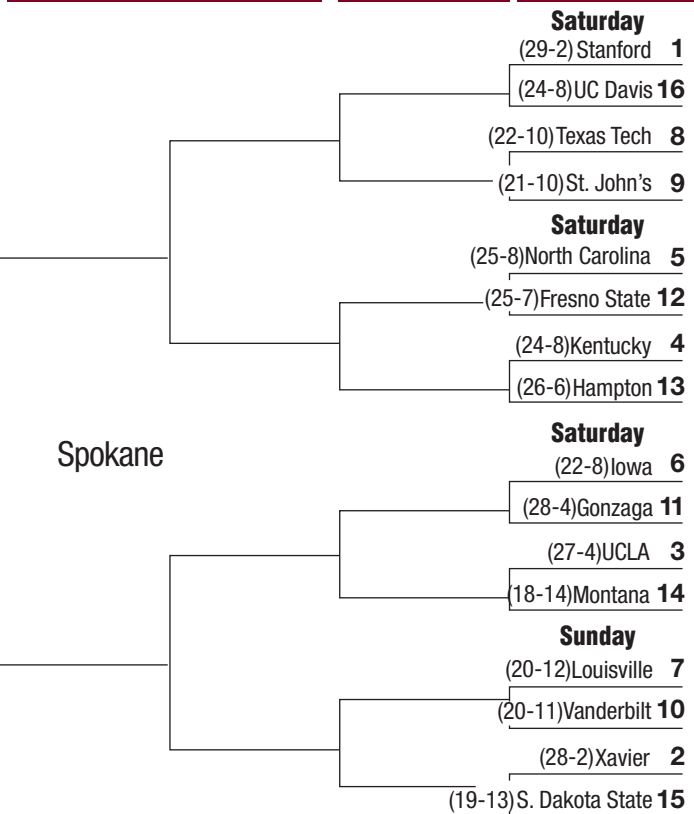 Saturday
(29-2) Stanford 1
(24-8)UC Davis 16
(22-10) Texas Tech 8
(21-10) St. John's 9
Saturday
(25-8)North Carolina 5
(25-7)Fresno State 12
(24-8)Kentucky 4
(26-6)Hampton 13
Spokane
Saturday
(22-8)Iowa 6
(28-4)Gonzaga 11
(27-4)UCLA 3
(18-14)Montana 14
Sunday
(20-12)Louisville 7
(20-11)Vanderbilt 10
(28-2)Xavier 2
(19-13) S. Dakota State 15